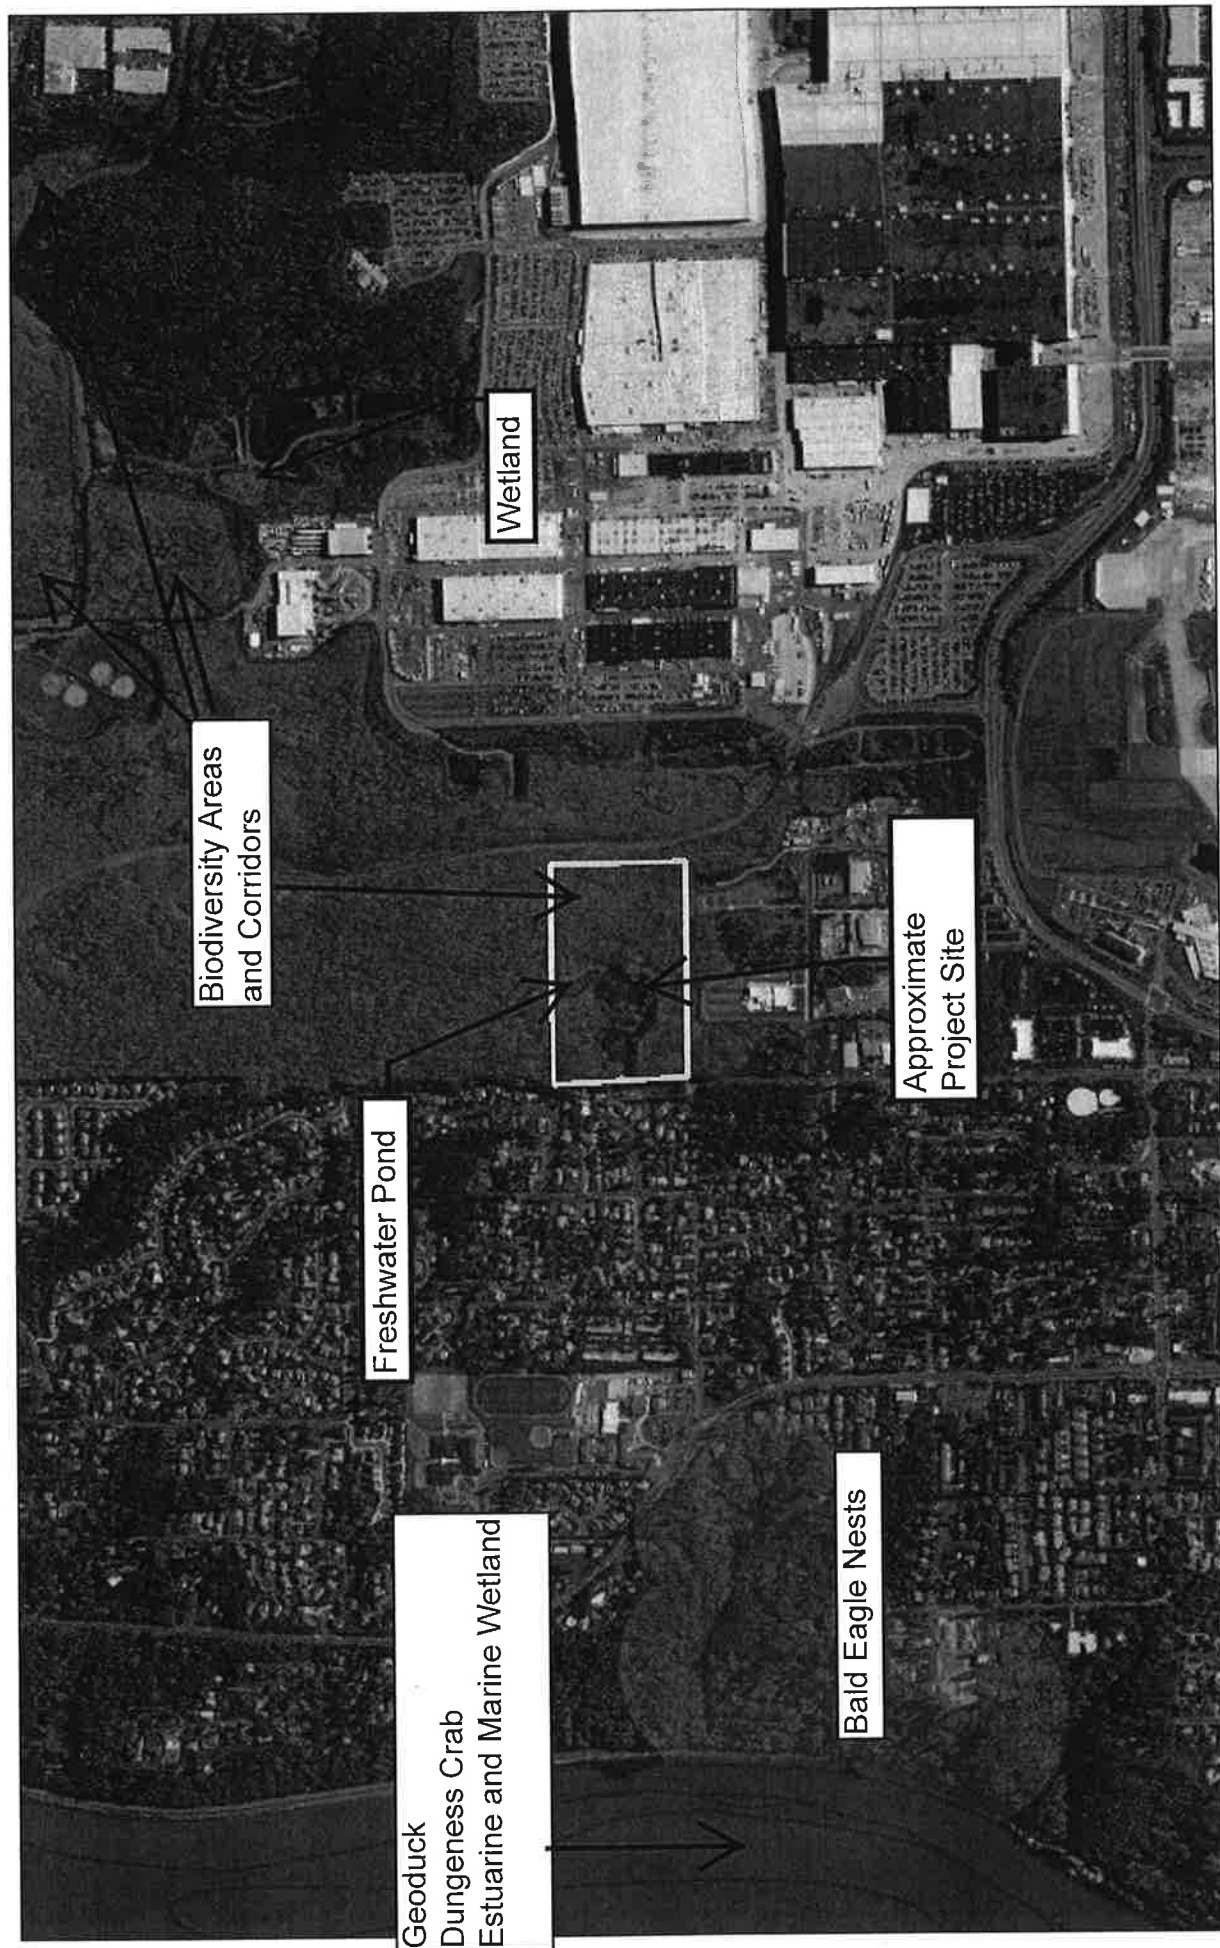 Geoduck
Dungeness Crab
Estuarine and Marine Wetland
Freshwater Pond
Biodiversity Areas
and Corridors
Wetland
Bald Eagle Nests
Approximate
Project Site